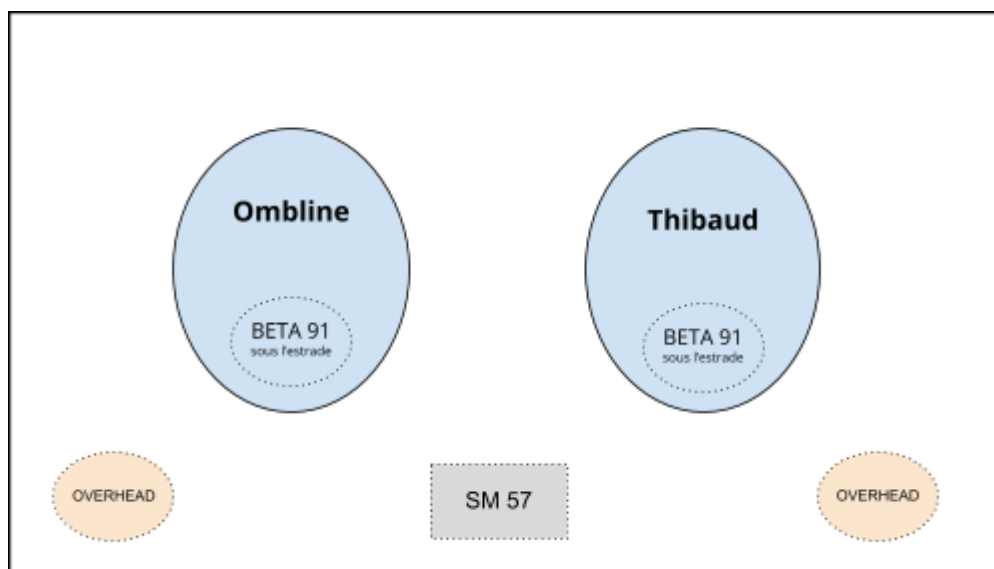 Ombline
Thibaud
BETA 91
sous l'estrade
BETA 91
sous l'estrade
OVERHEAD
SM 57
OVERHEAD